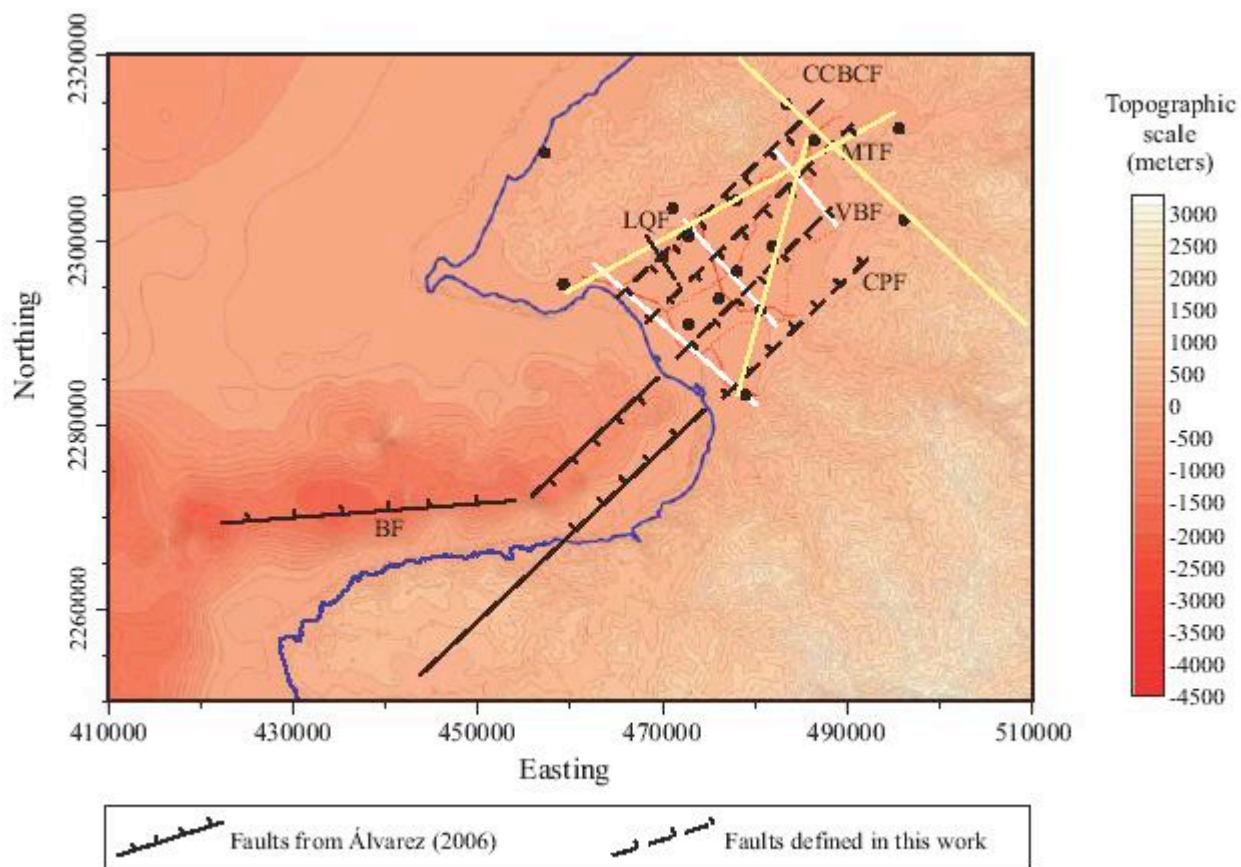 2320000
2300000
2280000
2260000
Northing
CCBCF
MTF
LQF
VBF
CPF
BF
410000 430000 450000 470000 490000 510000
Easting
Topographic
scale
(meters)
3000
2500
2000
1500
1000
500
0
-500
-1000
-1500
-2000
-2500
-3000
-3500
-4000
-4500
Faults from Álvarez (2006) Faults defined in this work